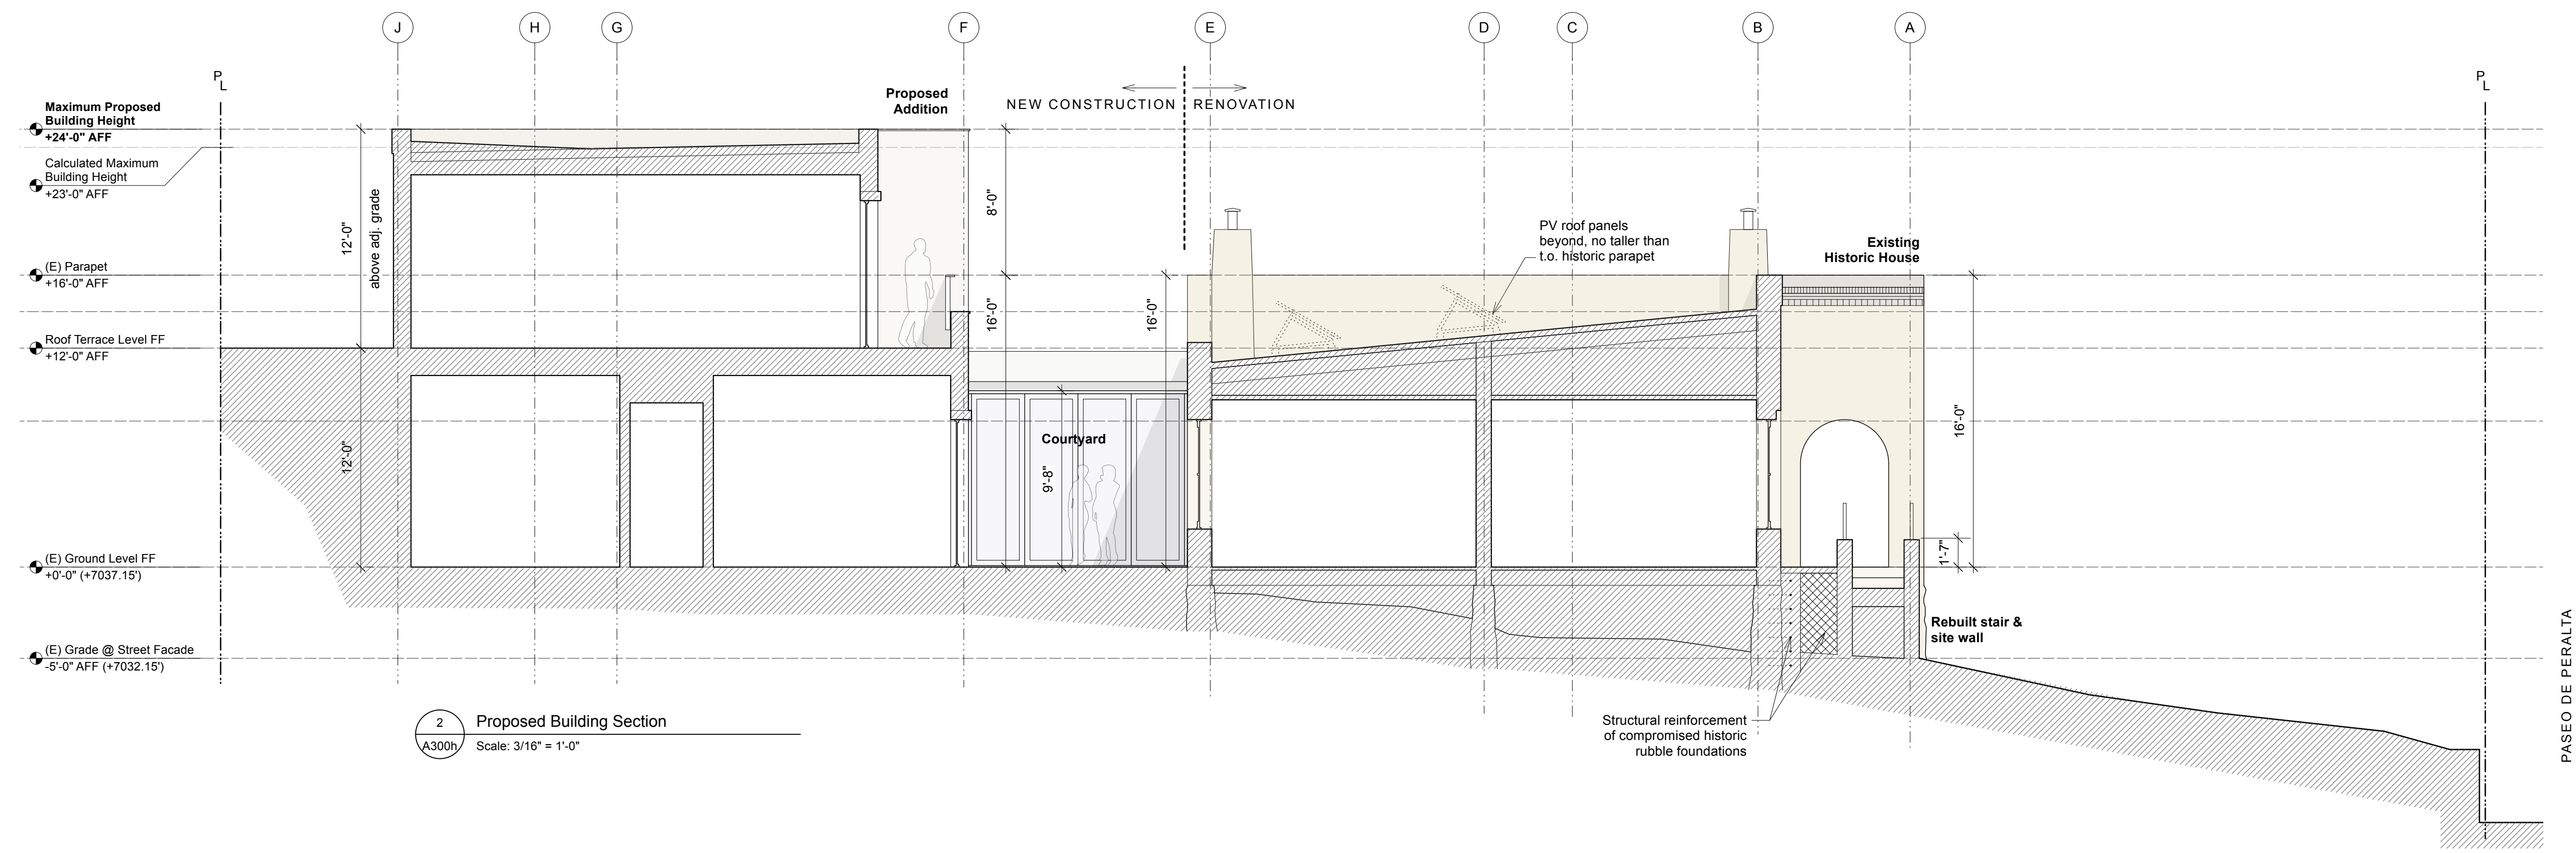 J
H
G
F
E
D
C
B
A
P
L
P
L
Maximum Proposed
Building Height
+24'-0" AFF
Calculated Maximum
Building Height
+23'-0" AFF
(E) Parapet
+16'-0" AFF
Roof Terrace Level FF
+12'-0" AFF
(E) Ground Level FF
+0'-0" (+7037.15')
(E) Grade @ Street Facade
-5'-0" AFF (+7032.15')
12'-0"
above adj. grade
12'-0"
Proposed
Addition
NEW CONSTRUCTION
RENOVATION
8'-0"
16'-0"
16'-0"
Courtyard
9'-8"
PV roof panels
beyond, no taller than
t.o. historic parapet
Existing
Historic House
16'-0"
1'-7"
Rebuilt stair &
site wall
Structural reinforcement
of compromised historic
rubble foundations
PASEO DE PERALTA
2
A300h
Proposed Building Section
Scale: 3/16" = 1'-0"